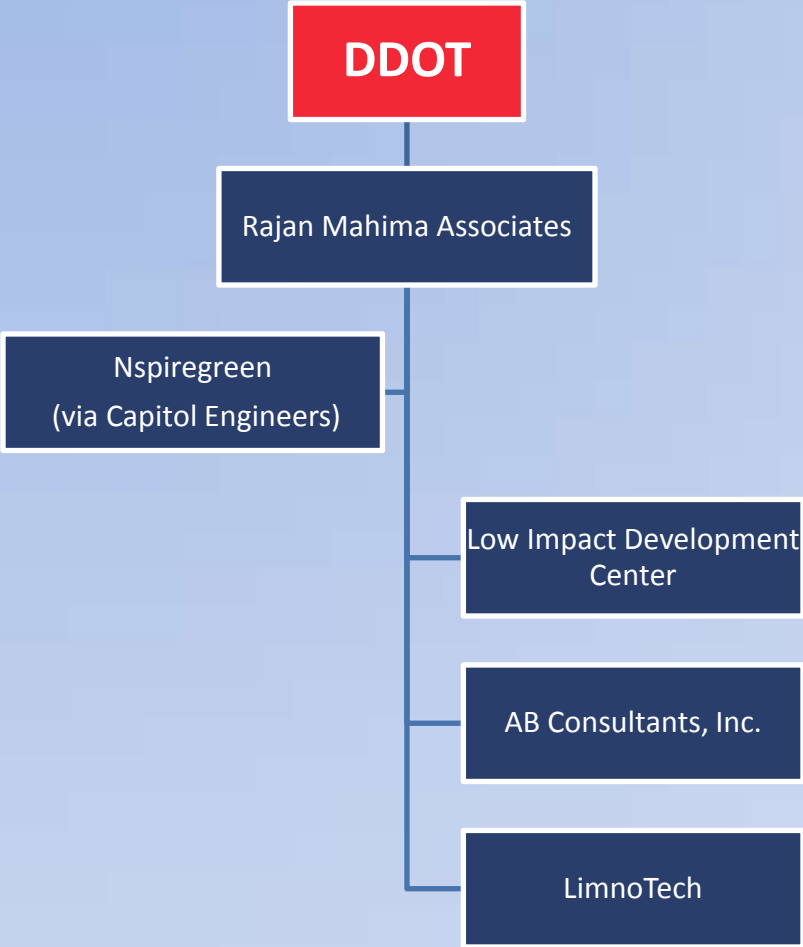 DDOT
Rajan Mahima Associates
Nspiregreen
(via Capitol Engineers)
Low Impact Development
Center
AB Consultants, Inc.
LimnoTech